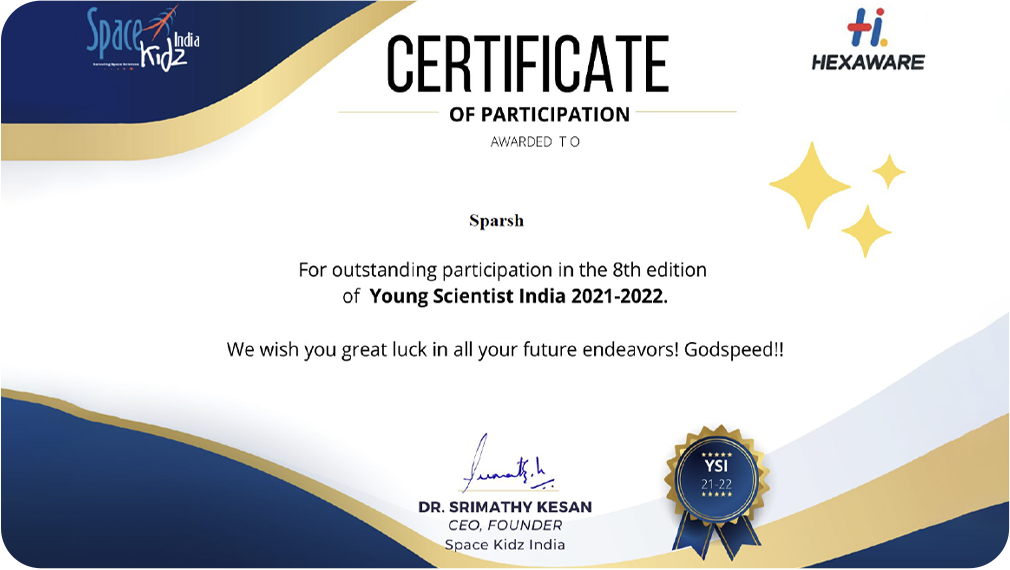 Space
India
Kidz
CERTIFICATE
HEXAWARE
OF PARTICIPATION
AWARDED TO
Sparsh
For outstanding participation in the 8th edition
of Young Scientist India 2021-2022.
We wish you great luck in all your future endeavors! Godspeed!!
YSI
21-22
DR. SRIMATHY KESAN
CEO, FOUNDER
Space Kidz India